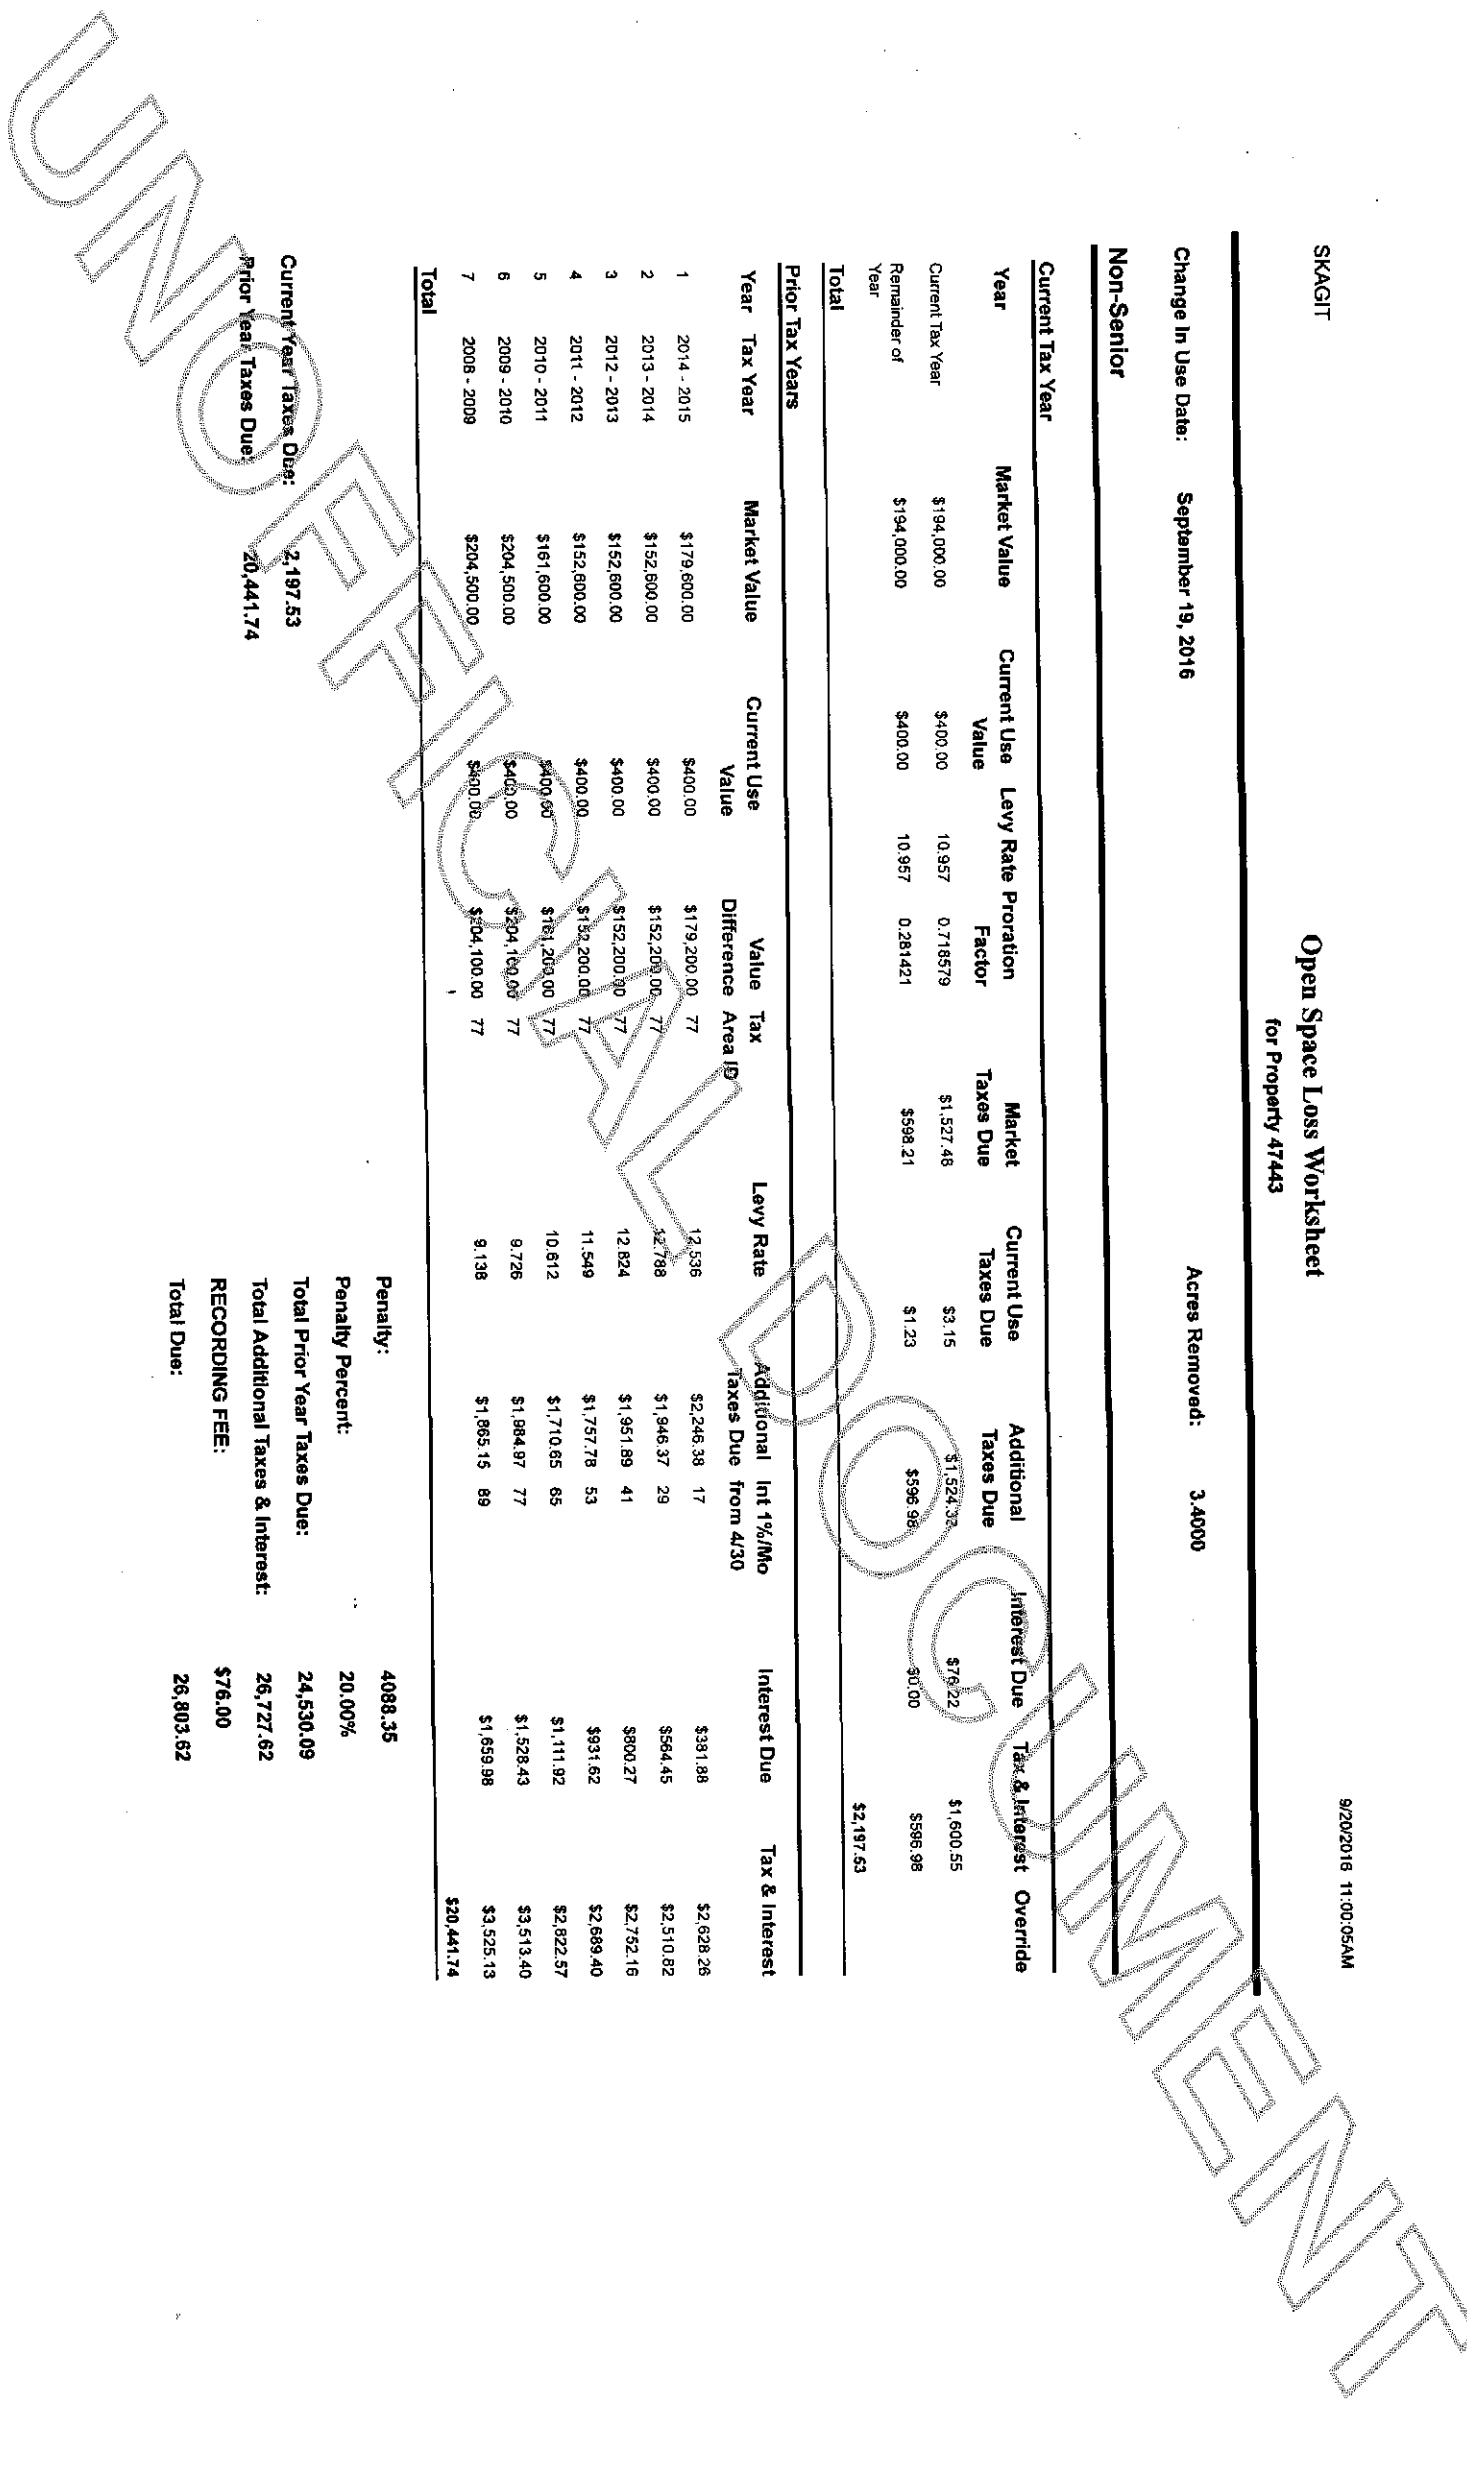 SKAGIT 9/20/2016 11:00:05AM
Open Space Loss Worksheet
for Property 47443
Change In Use Date: September 19, 2016 Acres Removed: 3.4000
Non-Senior
Current Tax Year
Year Market Value Current Use Value Levy Rate Proration Factor Market Taxes Due Current Use Taxes Due Additional Taxes Due Interest Due Tax & Interest Override
Current Tax Year $194,000.00 $400.00 10.957 0.718579 $1,527.48 $3.15 $1,524.32 $76.22 $1,600.55
Remainder of Year $194,000.00 $400.00 10.957 0.281421 $598.21 $1.23 $596.98 $0.00 $596.98
Total $2,197.53
Prior Tax Years
Year Tax Year Market Value Current Use Value Value Difference Tax Area ID Levy Rate Additional Taxes Due Int 1%/Mo from 4/30 Interest Due Tax & Interest
1 2014 - 2015 $179,600.00 $400.00 $179,200.00 77 12.536 $2,246.38 17 $381.88 $2,628.26
2 2013 - 2014 $152,600.00 $400.00 $152,200.00 77 12.788 $1,946.37 29 $564.45 $2,510.82
3 2012 - 2013 $152,600.00 $400.00 $152,200.00 77 12.824 $1,951.89 41 $800.27 $2,752.16
4 2011 - 2012 $152,600.00 $400.00 $152,200.00 77 11.549 $1,757.78 53 $931.62 $2,689.40
5 2010 - 2011 $161,600.00 $400.00 $161,200.00 77 10.612 $1,710.65 65 $1,111.92 $2,822.57
6 2009 - 2010 $204,500.00 $400.00 $204,100.00 77 9.726 $1,984.97 77 $1,528.43 $3,513.40
7 2008 - 2009 $204,500.00 $400.00 $204,100.00 77 9.138 $1,865.15 89 $1,659.98 $3,525.13
Total $20,441.74
Penalty: 4088.35
Penalty Percent: 20.00%
Current Year Taxes Due: 2,197.53 Total Prior Year Taxes Due: 24,530.09
Prior Year Taxes Due: 20,441.74 Total Additional Taxes & Interest: 26,727.62
RECORDING FEE: $76.00
Total Due: 26,803.62
UNOFFICIAL DOCUMENT